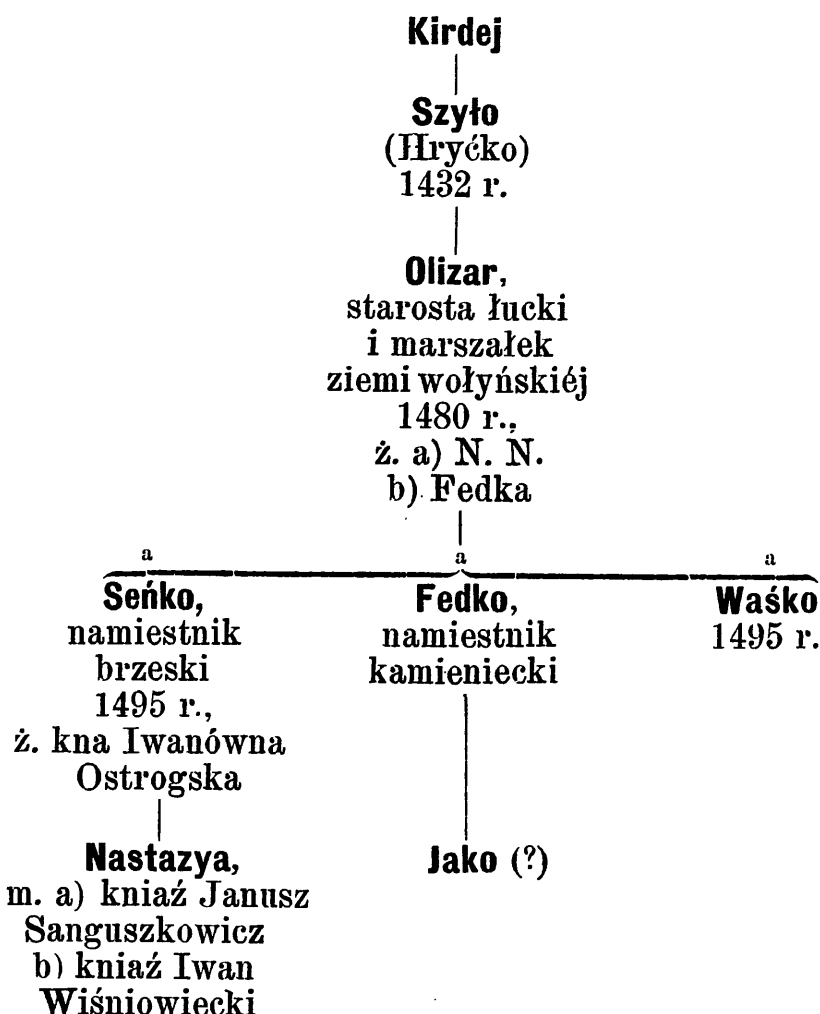 Kirdej
Szyło
(Hryćko)
1432 r.
Olizar,
starosta łucki
i marszałek
ziemi wołyńskiéj
1480 r.,
ż. a) N. N.
b) Fedka
a a a
Seńko,
namiestnik
brzeski
1495 r.,
ż. kna Iwanówna
Ostrogska
Fedko,
namiestnik
kamieniecki
Waśko
1495 r.
Nastazya,
m. a) kniaź Janusz
Sanguszkowicz
b) kniaź Iwan
Wiśniowiecki
Jako (?)